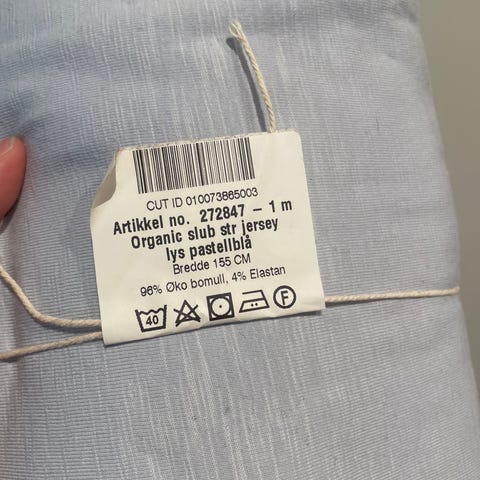 CUT ID 010073865003
Artikkel no. 272847 - 1 m
Organic slub str jersey
lys pastellblå
Bredde 155 CM
96% Øko bomull, 4% Elastan
40 F